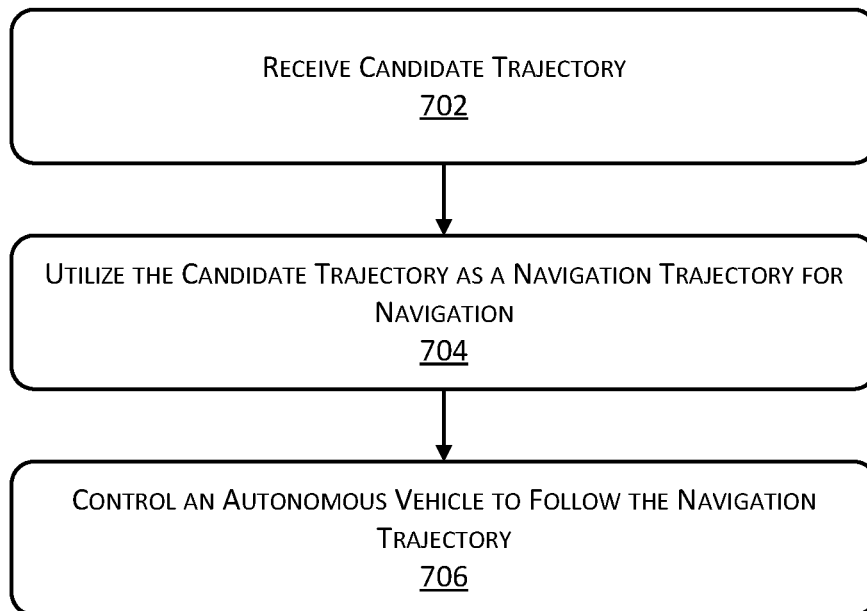 RECEIVE CANDIDATE TRAJECTORY
702
UTILIZE THE CANDIDATE TRAJECTORY AS A NAVIGATION TRAJECTORY FOR
NAVIGATION
704
CONTROL AN AUTONOMOUS VEHICLE TO FOLLOW THE NAVIGATION
TRAJECTORY
706